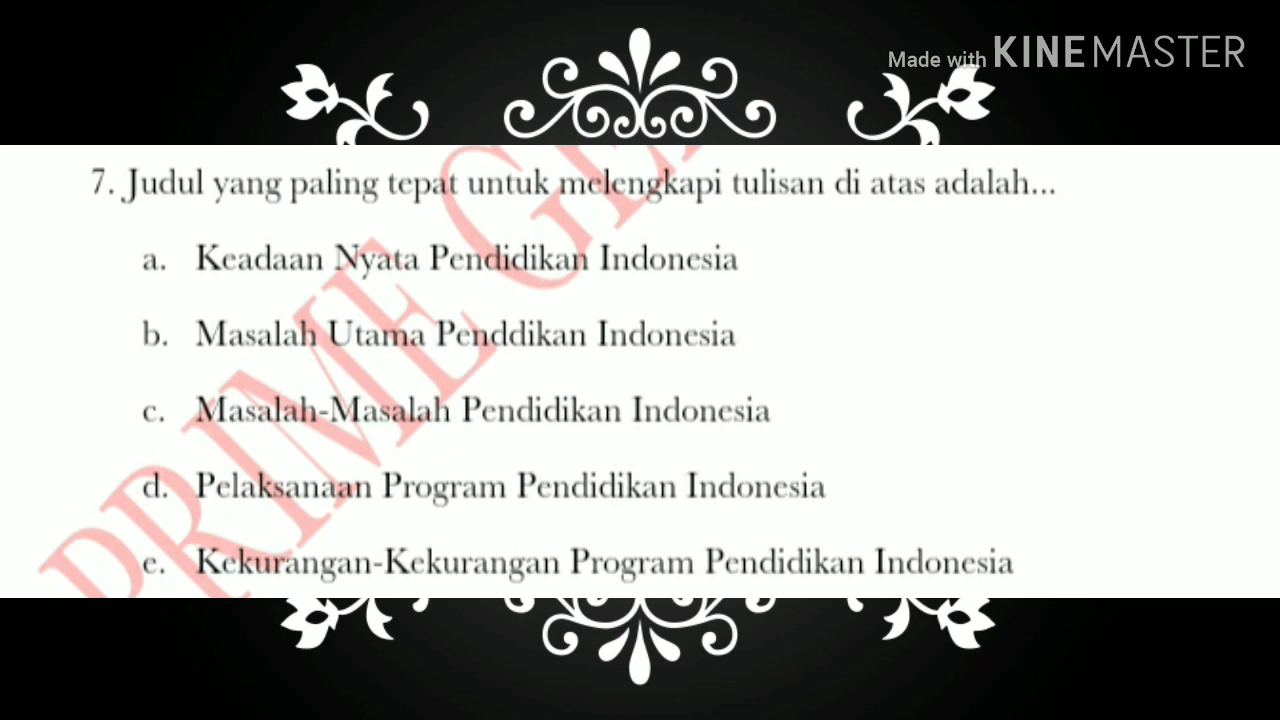 Made with KINEMASTER
7. Judul yang paling tepat untuk melengkapi tulisan di atas adalah...
a. Keadaan Nyata Pendidikan Indonesia
b. Masalah Utama Penddikan Indonesia
c. Masalah-Masalah Pendidikan Indonesia
d. Pelaksanaan Program Pendidikan Indonesia
e. Kekurangan-Kekurangan Program Pendidikan Indonesia
PRIME